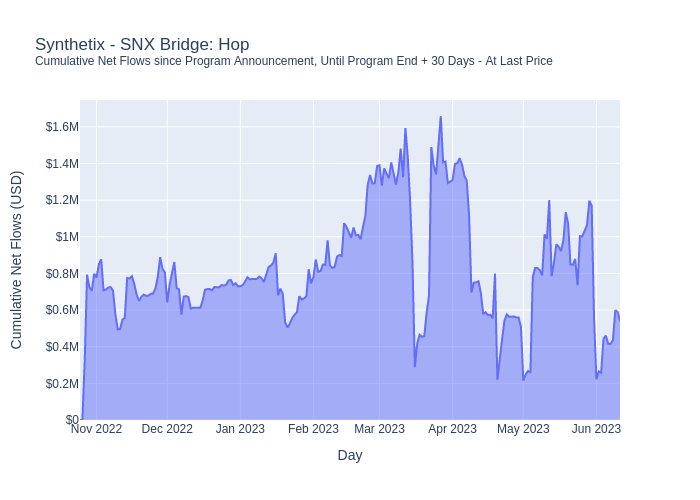 Synthetix - SNX Bridge: Hop
Cumulative Net Flows since Program Announcement, Until Program End + 30 Days - At Last Price
Cumulative Net Flows (USD)
$1.6M
$1.4M
$1.2M
$1M
$0.8M
$0.6M
$0.4M
$0.2M
$0
Nov 2022 Dec 2022 Jan 2023 Feb 2023 Mar 2023 Apr 2023 May 2023 Jun 2023
Day